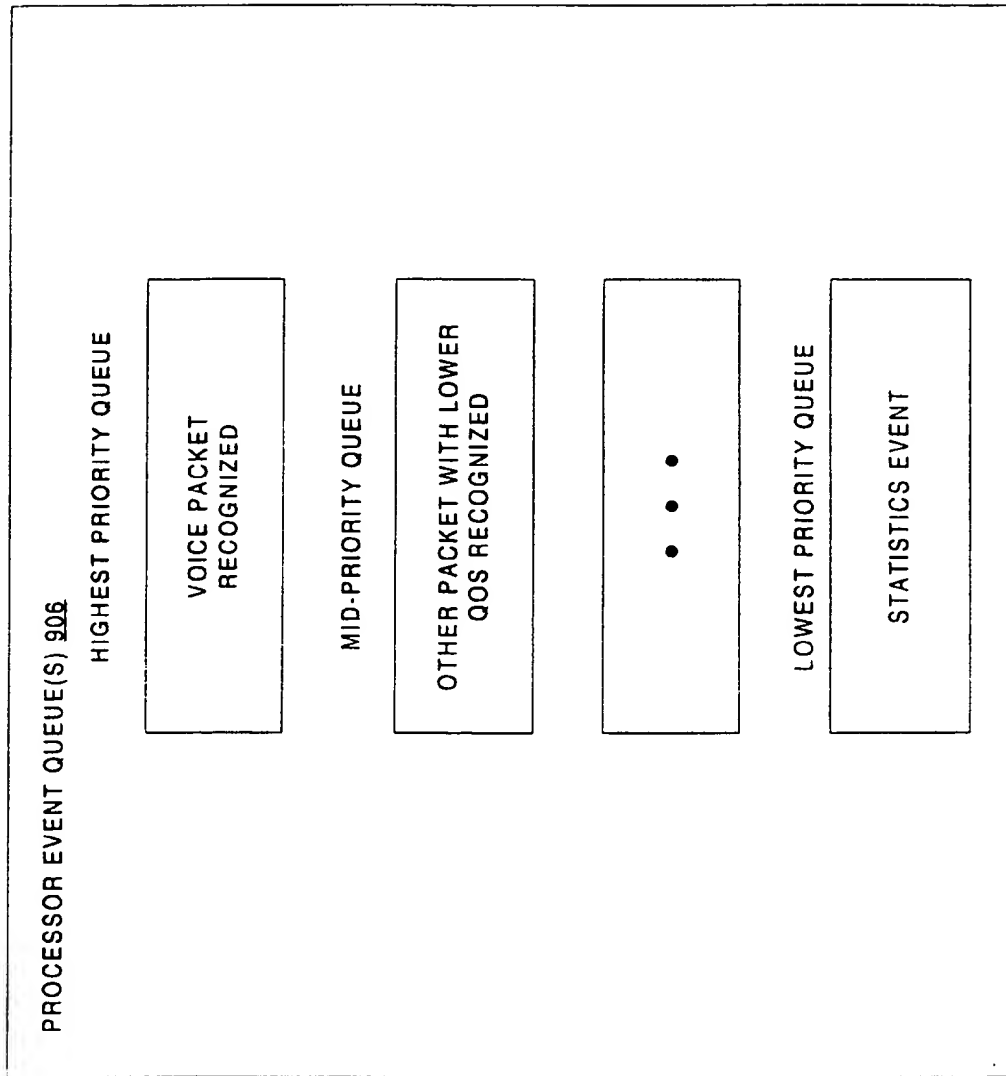 PROCESSOR EVENT QUEUE(S) 906
HIGHEST PRIORITY QUEUE
VOICE PACKET
RECOGNIZED
MID-PRIORITY QUEUE
OTHER PACKET WITH LOWER
QOS RECOGNIZED
• • •
LOWEST PRIORITY QUEUE
STATISTICS EVENT